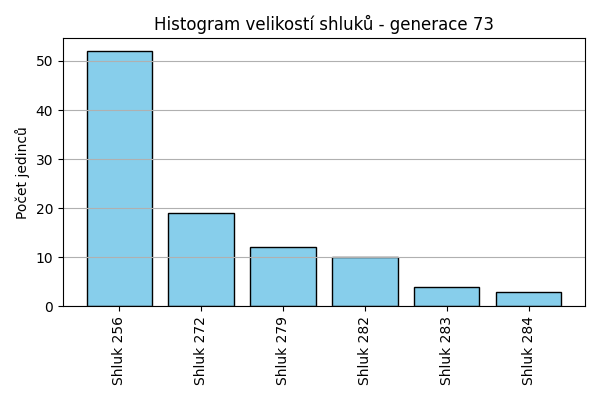 Histogram velikostí shluků - generace 73
Počet jedinců
50
40
30
20
10
0
Shluk 256
Shluk 272
Shluk 279
Shluk 282
Shluk 283
Shluk 284